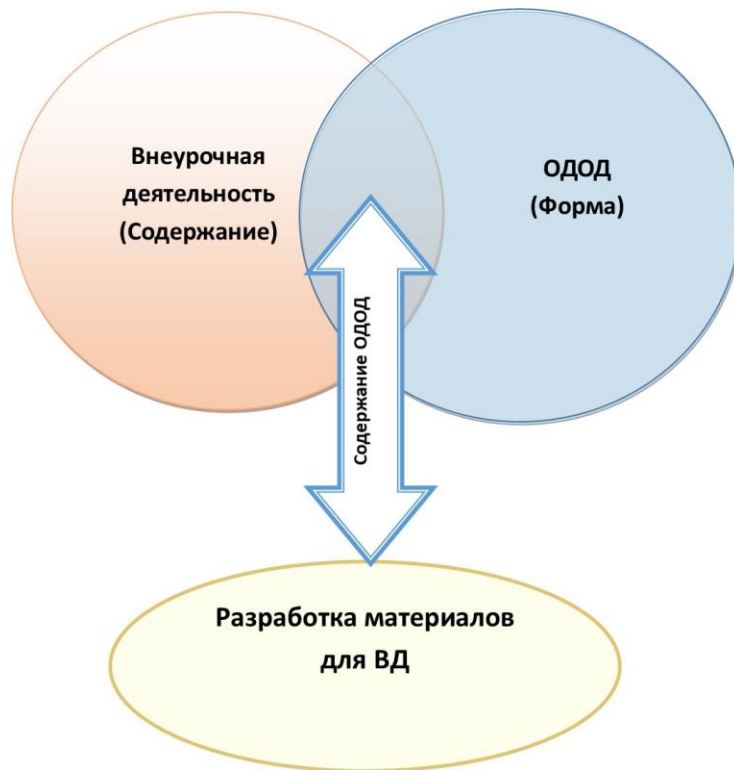 Внеурочная
деятельность
(Содержание)
ОДОД
(Форма)
Содержание ОДОД
Разработка материалов
для ВД